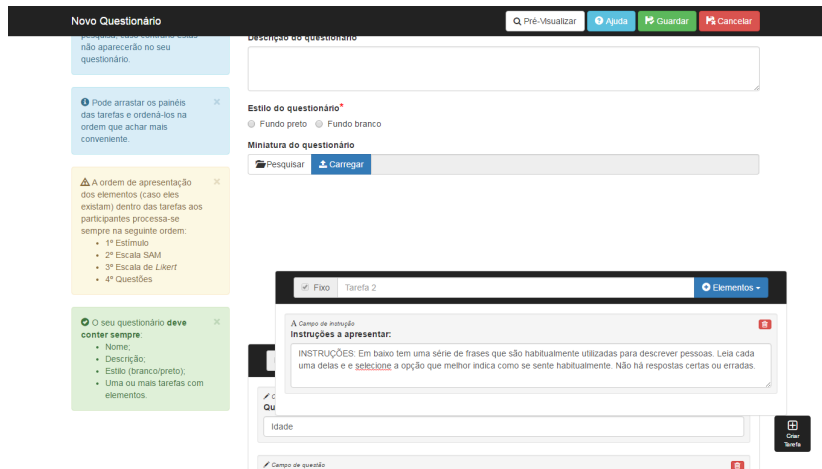 Novo Questionário
Pré-Visualizar
Ajuda
Guardar
Cancelar
não aparecerão no seu
questionário.
Pode arrastar os painéis
das tarefas e ordená-los na
ordem que achar mais
conveniente.
A ordem de apresentação
dos elementos (caso eles
existam) dentro das tarefas aos
participantes processa-se
sempre na seguinte ordem:
• 1º Estímulo
• 2º Escala SAM
• 3º Escala de Likert
• 4º Questões
O seu questionário deve
conter sempre:
• Nome;
• Descrição;
• Estilo (branco/preto);
• Uma ou mais tarefas com
elementos.
Descrição do questionário
Estilo do questionário*
Fundo preto Fundo branco
Miniatura do questionário
Pesquisar Carregar
Fixo Tarefa 2 Elementos
Campo de instrução
Instruções a apresentar:
INSTRUÇÕES: Em baixo tem uma série de frases que são habitualmente utilizadas para descrever pessoas. Leia cada
uma delas e e selecione a opção que melhor indica como se sente habitualmente. Não há respostas certas ou erradas.
Qu
Idade
Campo de questão
Criar
Tarefa